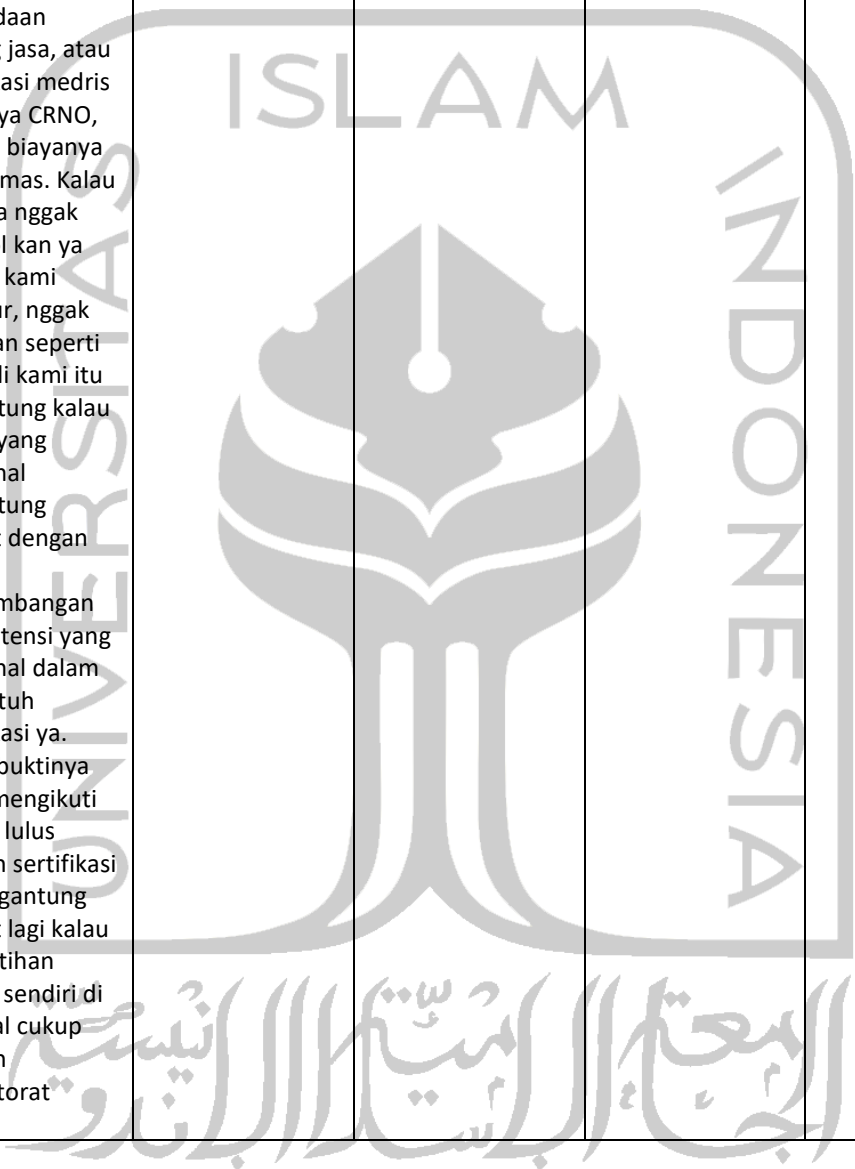 daan
jasa, atau
asi medris
ya CRNO,
biayanya
mas. Kalau
a nggak
l kan ya
kami
ur, nggak
an seperti
di kami itu
tung kalau
yang
nal
tung
t dengan
mbangan
tensi yang
nal dalam
tuh
asi ya.
buktinya
mengikuti
lulus
n sertifikasi
gantung
t lagi kalau
tihan
sendiri di
al cukup
n
torat
ISLAM
UNIVERSITAS
INDONESIA